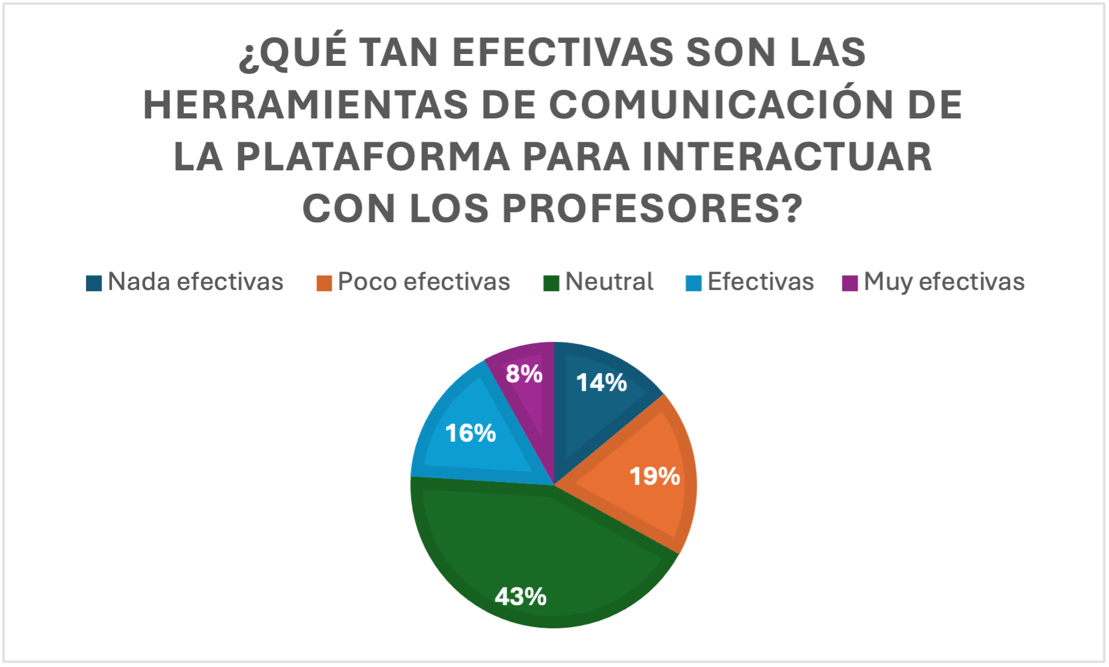 ¿QUÉ TAN EFECTIVAS SON LAS
HERRAMIENTAS DE COMUNICACIÓN DE
LA PLATAFORMA PARA INTERACTUAR
CON LOS PROFESORES?
Nada efectivas Poco efectivas Neutral Efectivas Muy efectivas
8% 14%
16%
19%
43%